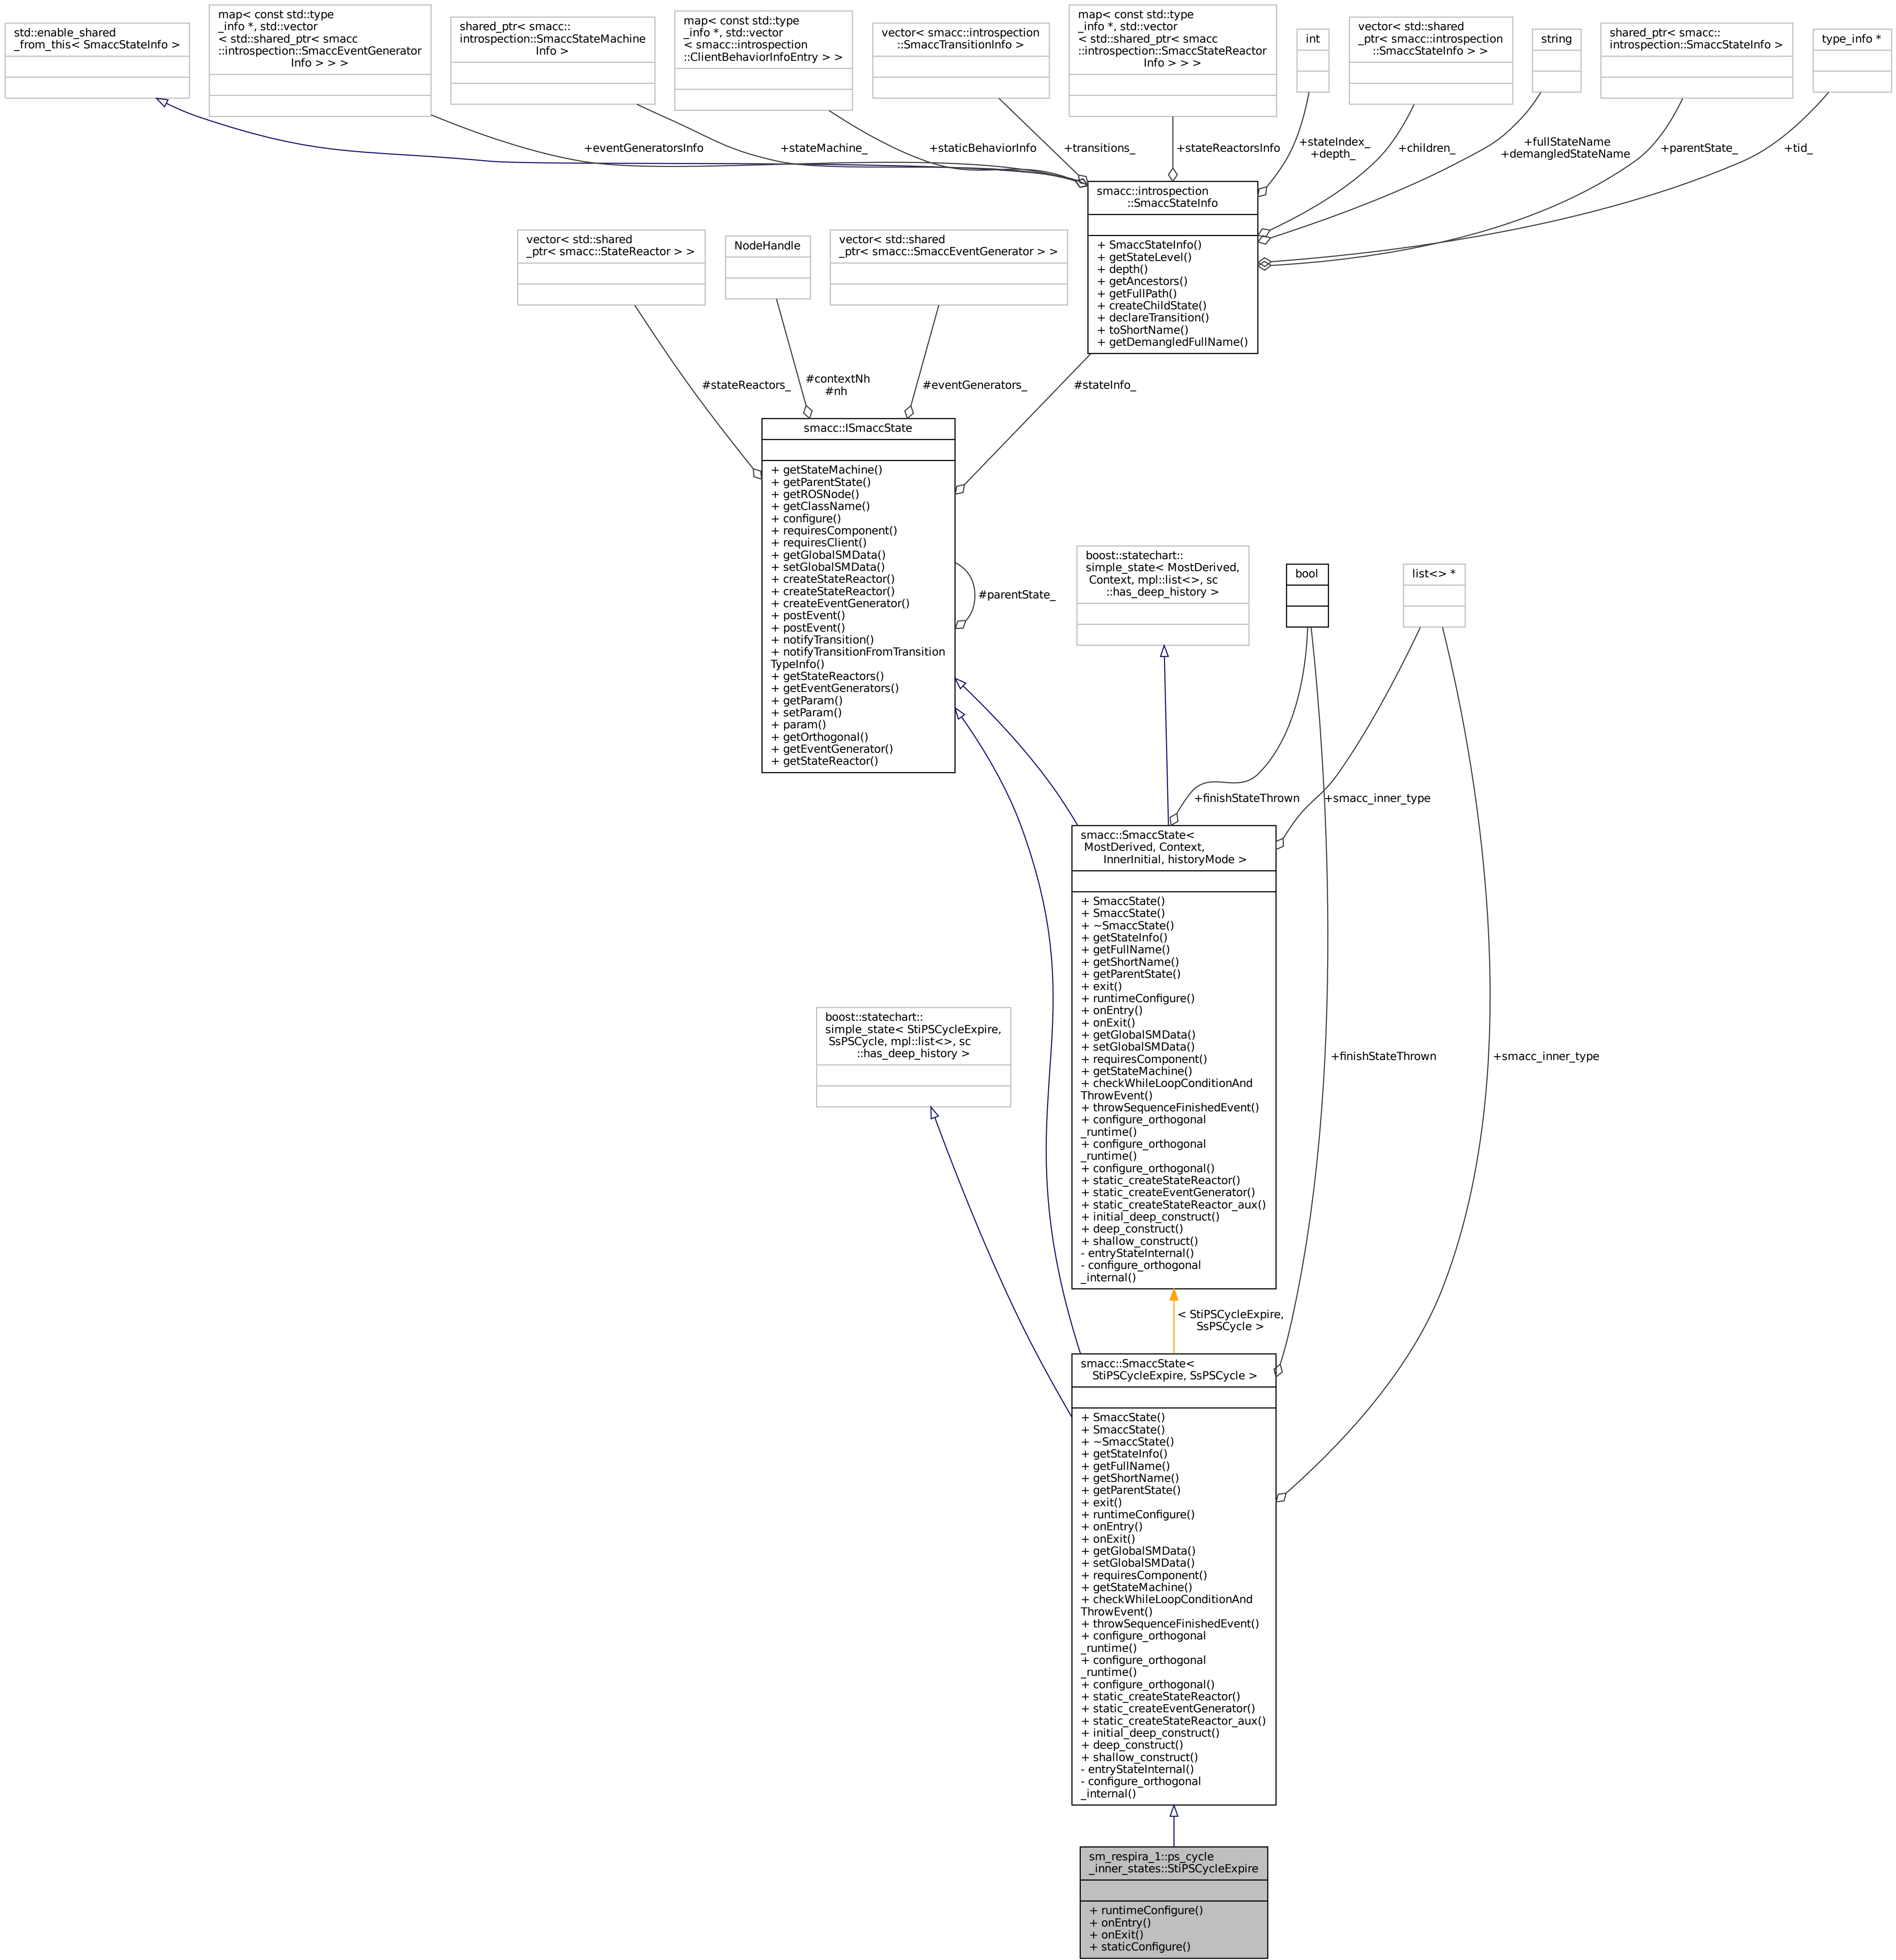 std::enable_shared
_from_this< SmaccStateInfo >
map< const std::type
_info *, std::vector
< std::shared_ptr< smacc
::introspection::SmaccEventGenerator
Info > > >
shared_ptr< smacc::
introspection::SmaccStateMachine
Info >
map< const std::type
_info *, std::vector
< smacc::introspection
::ClientBehaviorInfoEntry > >
vector< smacc::introspection
::SmaccTransitionInfo >
map< const std::type
_info *, std::vector
< std::shared_ptr< smacc
::introspection::SmaccStateReactor
Info > > >
int
vector< std::shared
_ptr< smacc::introspection
::SmaccStateInfo > >
string
shared_ptr< smacc::
introspection::SmaccStateInfo >
type_info *
+eventGeneratorsInfo
+stateMachine_
+staticBehaviorInfo
+transitions_
+stateReactorsInfo
+stateIndex_
+depth_
+children_
+fullStateName
+demangledStateName
+parentState_
+tid_
smacc::introspection
::SmaccStateInfo
+ SmaccStateInfo()
+ getStateLevel()
+ depth()
+ getAncestors()
+ getFullPath()
+ createChildState()
+ declareTransition()
+ toShortName()
+ getDemangledFullName()
vector< std::shared
_ptr< smacc::StateReactor > >
NodeHandle
vector< std::shared
_ptr< smacc::SmaccEventGenerator > >
#stateReactors_
#contextNh
#nh
#eventGenerators_
#stateInfo_
smacc::ISmaccState
+ getStateMachine()
+ getParentState()
+ getROSNode()
+ getClassName()
+ configure()
+ requiresComponent()
+ requiresClient()
+ getGlobalSMData()
+ setGlobalSMData()
+ createStateReactor()
+ createStateReactor()
+ createEventGenerator()
+ postEvent()
+ postEvent()
+ notifyTransition()
+ notifyTransitionFromTransition
TypeInfo()
+ getStateReactors()
+ getEventGenerators()
+ getParam()
+ setParam()
+ param()
+ getOrthogonal()
+ getEventGenerator()
+ getStateReactor()
#parentState_
boost::statechart::
simple_state< MostDerived,
Context, mpl::list<>, sc
::has_deep_history >
bool
list<> *
+finishStateThrown
+smacc_inner_type
smacc::SmaccState<
MostDerived, Context,
InnerInitial, historyMode >
+ SmaccState()
+ SmaccState()
+ ~SmaccState()
+ getStateInfo()
+ getFullName()
+ getShortName()
+ getParentState()
+ exit()
+ runtimeConfigure()
+ onEntry()
+ onExit()
+ getGlobalSMData()
+ setGlobalSMData()
+ requiresComponent()
+ getStateMachine()
+ checkWhileLoopConditionAnd
ThrowEvent()
+ throwSequenceFinishedEvent()
+ configure_orthogonal
_runtime()
+ configure_orthogonal
_runtime()
+ configure_orthogonal()
+ static_createStateReactor()
+ static_createEventGenerator()
+ static_createStateReactor_aux()
+ initial_deep_construct()
+ deep_construct()
+ shallow_construct()
- entryStateInternal()
- configure_orthogonal
_internal()
boost::statechart::
simple_state< StiPSCycleExpire,
SsPSCycle, mpl::list<>, sc
::has_deep_history >
+finishStateThrown
+smacc_inner_type
< StiPSCycleExpire,
SsPSCycle >
smacc::SmaccState<
StiPSCycleExpire, SsPSCycle >
+ SmaccState()
+ SmaccState()
+ ~SmaccState()
+ getStateInfo()
+ getFullName()
+ getShortName()
+ getParentState()
+ exit()
+ runtimeConfigure()
+ onEntry()
+ onExit()
+ getGlobalSMData()
+ setGlobalSMData()
+ requiresComponent()
+ getStateMachine()
+ checkWhileLoopConditionAnd
ThrowEvent()
+ throwSequenceFinishedEvent()
+ configure_orthogonal
_runtime()
+ configure_orthogonal
_runtime()
+ configure_orthogonal()
+ static_createStateReactor()
+ static_createEventGenerator()
+ static_createStateReactor_aux()
+ initial_deep_construct()
+ deep_construct()
+ shallow_construct()
- entryStateInternal()
- configure_orthogonal
_internal()
sm_respira_1::ps_cycle
_inner_states::StiPSCycleExpire
+ runtimeConfigure()
+ onEntry()
+ onExit()
+ staticConfigure()